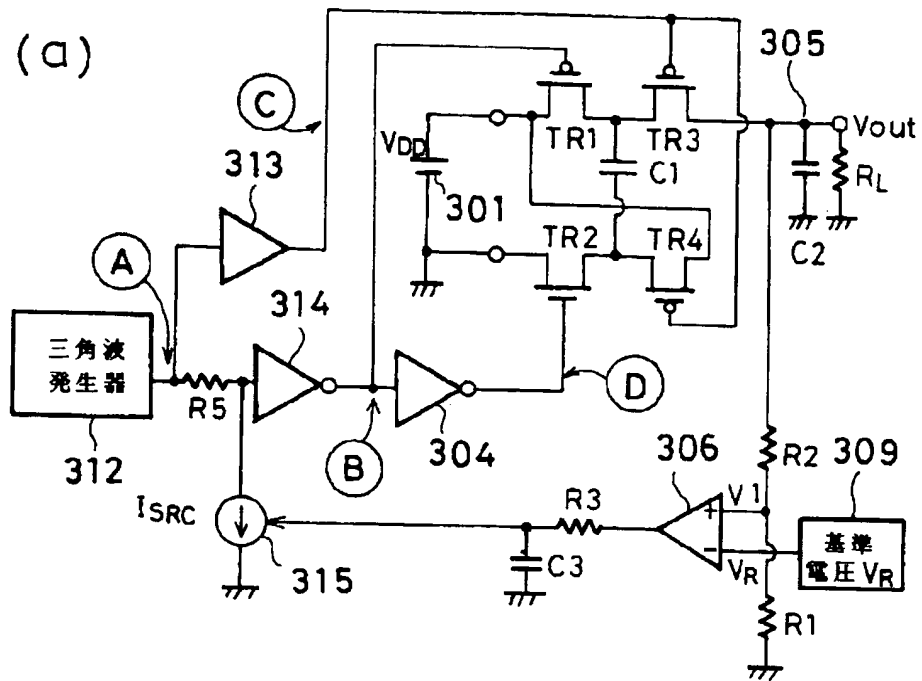 (a)
305
C
Vout
TR1
TR3
VDD
313
C1
RL
301
A
TR2
TR4
C2
314
三角波
発生器
R5
D
304
B
312
306
R2
309
ISRC
R3
V1
基準
電圧 VR
VR
315
C3
R1